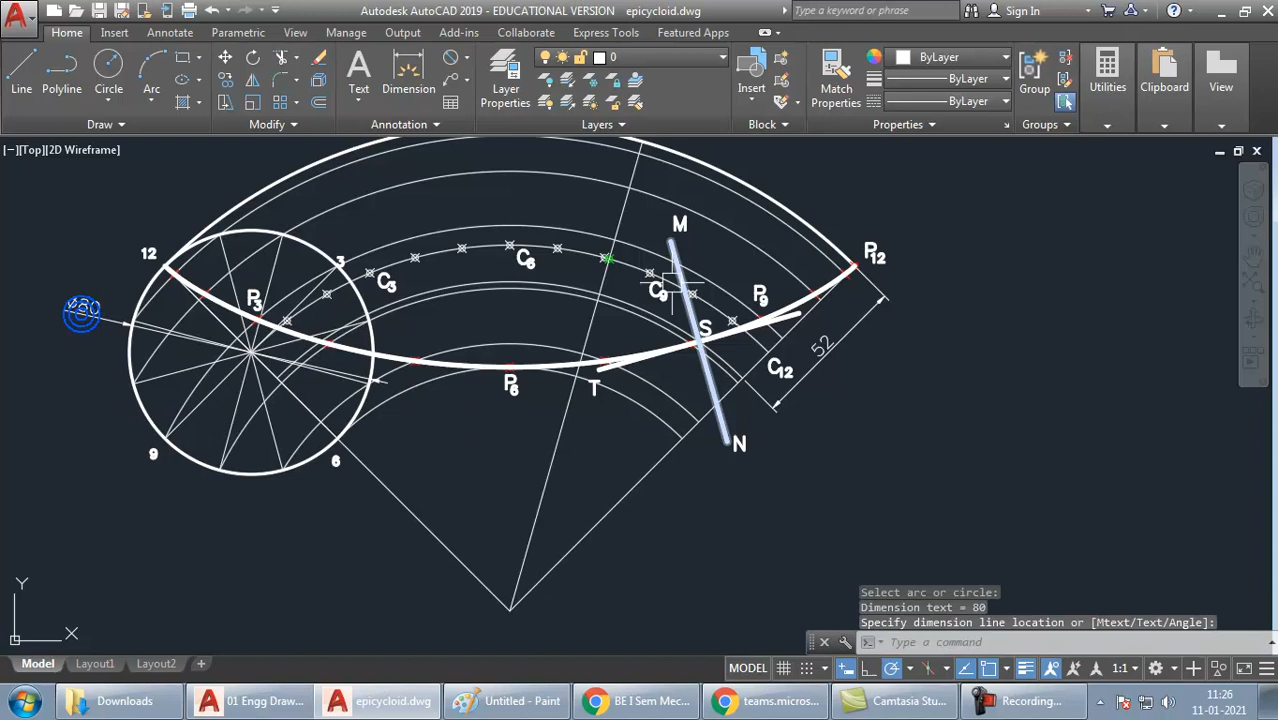 Autodesk AutoCAD 2019 - EDUCATIONAL VERSION epicycloid.dwg
Type a keyword or phrase
Sign In
Home Insert Annotate Parametric View Manage Output Add-ins Collaborate Express Tools Featured Apps
Line Polyline Circle Arc
Text Dimension
Layer Properties
0
Insert
Match Properties
ByLayer
ByLayer
ByLayer
Group
Utilities
Clipboard
View
Draw Modify Annotation Layers Block Properties Groups
[−][Top][2D Wireframe]
M
12
P12
3
C6
C3
P3
C9
P9
S
52
C12
P6
T
9
6
N
Y
X
Select arc or circle:
Dimension text = 80
Specify dimension line location or [Mtext/Text/Angle]:
Type a command
Model Layout1 Layout2 +
MODEL
1:1
Downloads
01 Engg Draw...
epicycloid.dwg
Untitled - Paint
BE I Sem Mec...
teams.micros...
Camtasia Stu...
Recording...
11:26
11-01-2021